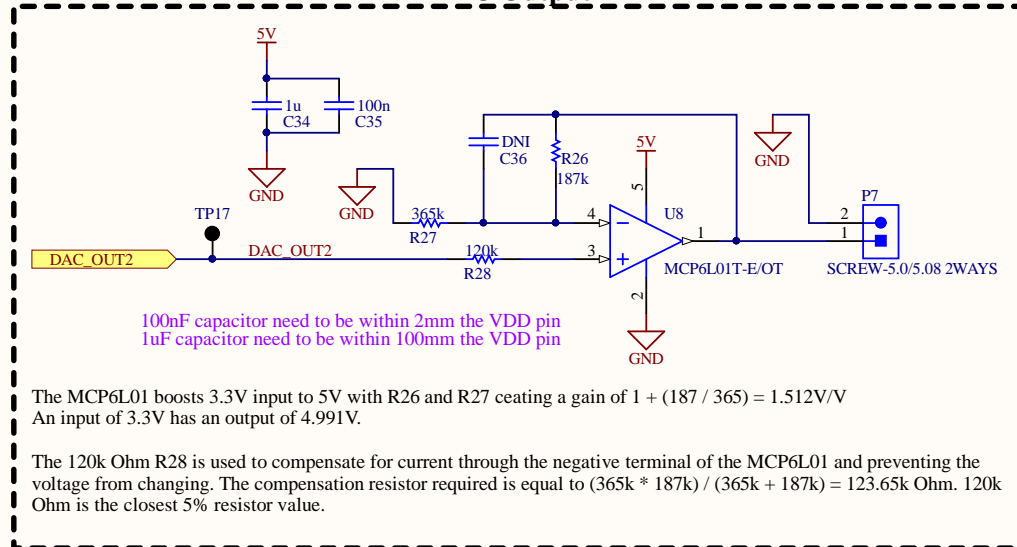 5V
1u
C34
100n
C35
GND
DNI
C36
R26
187k
5V
GND
GND
P7
TP17
365k
R27
4
5
U8
1
2
1
DAC_OUT2
DAC_OUT2
120k
R28
3
2
MCP6L01T-E/OT
SCREW-5.0/5.08 2WAYS
GND
100nF capacitor need to be within 2mm the VDD pin
1uF capacitor need to be within 100mm the VDD pin
The MCP6L01 boosts 3.3V input to 5V with R26 and R27 ceating a gain of 1 + (187 / 365) = 1.512V/V
An input of 3.3V has an output of 4.991V.
The 120k Ohm R28 is used to compensate for current through the negative terminal of the MCP6L01 and preventing the
voltage from changing. The compensation resistor required is equal to (365k * 187k) / (365k + 187k) = 123.65k Ohm. 120k
Ohm is the closest 5% resistor value.